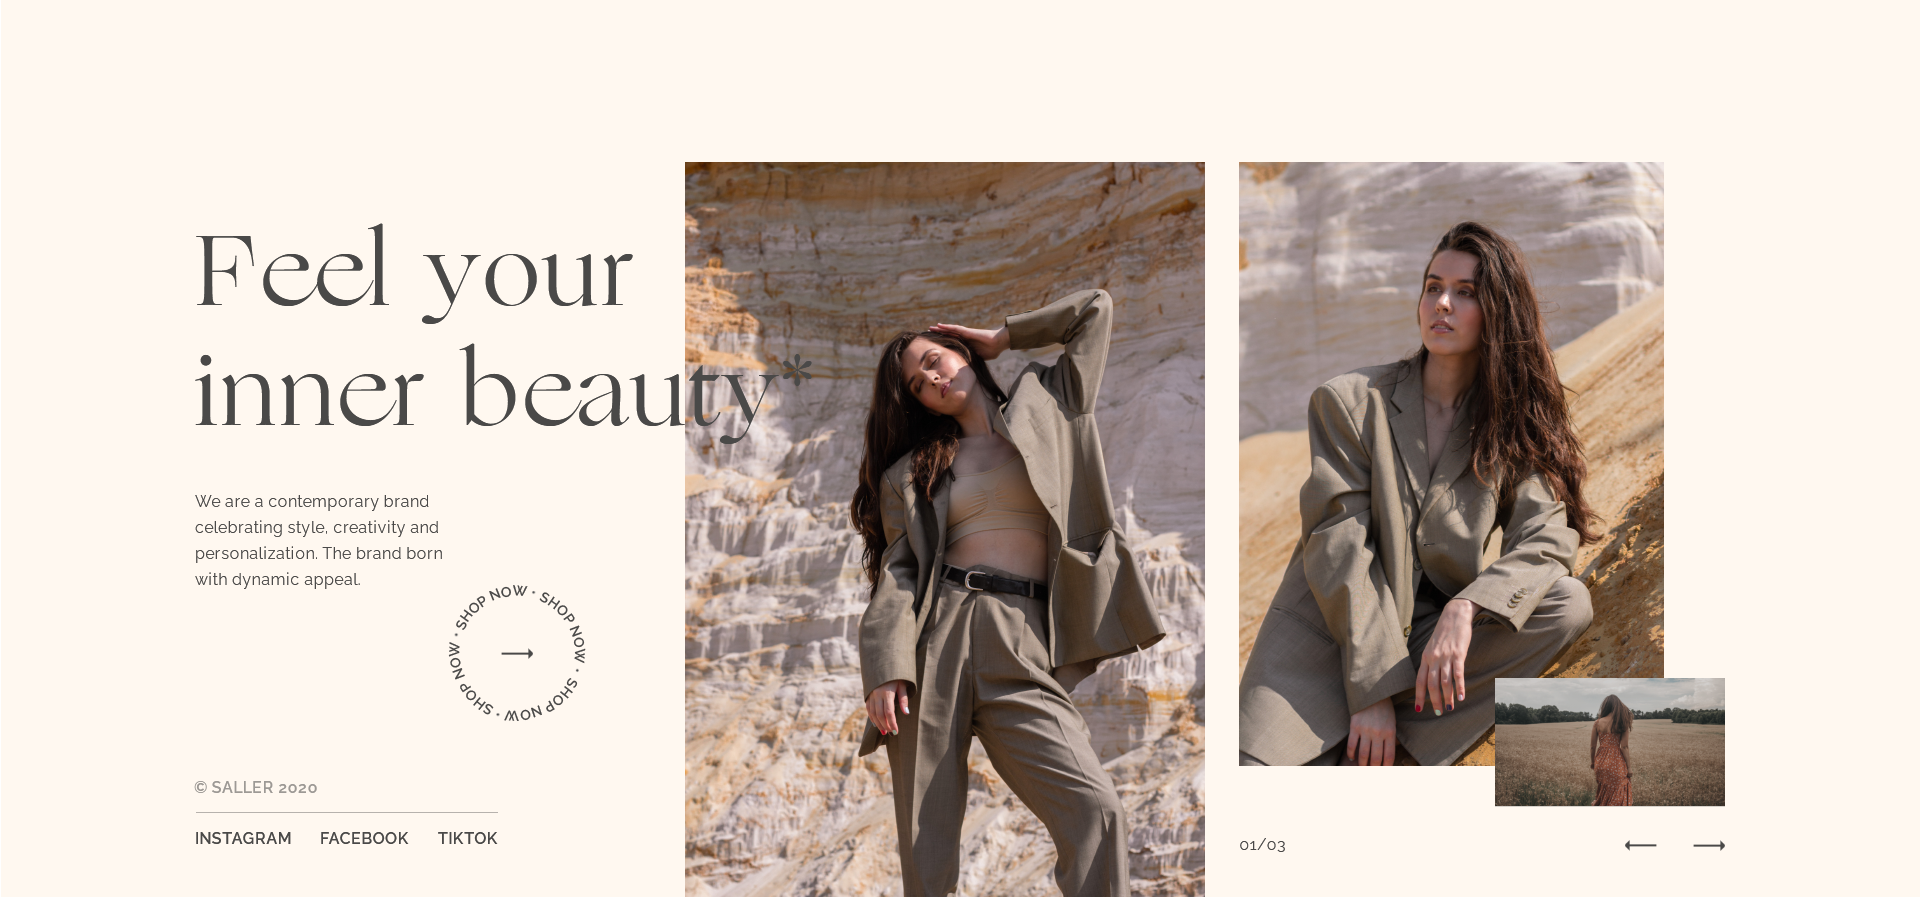 Feel your
inner beauty*
We are a contemporary brand
celebrating style, creativity and
personalization. The brand born
with dynamic appeal.
SHOP NOW • SHOP NOW • SHOP NOW • SHOP NOW •
© SALLER 2020
INSTAGRAM FACEBOOK TIKTOK
01/03